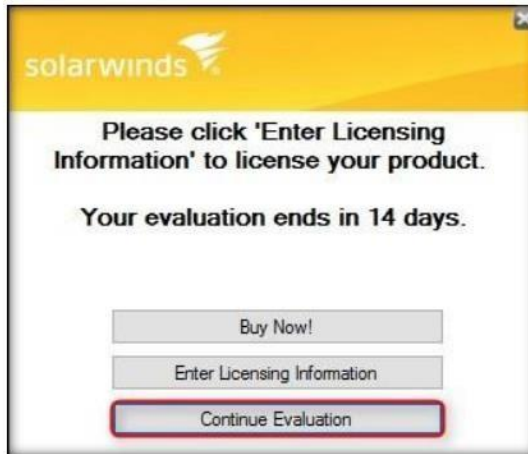 solarwinds
Please click 'Enter Licensing
Information' to license your product.
Your evaluation ends in 14 days.
Buy Now!
Enter Licensing Information
Continue Evaluation